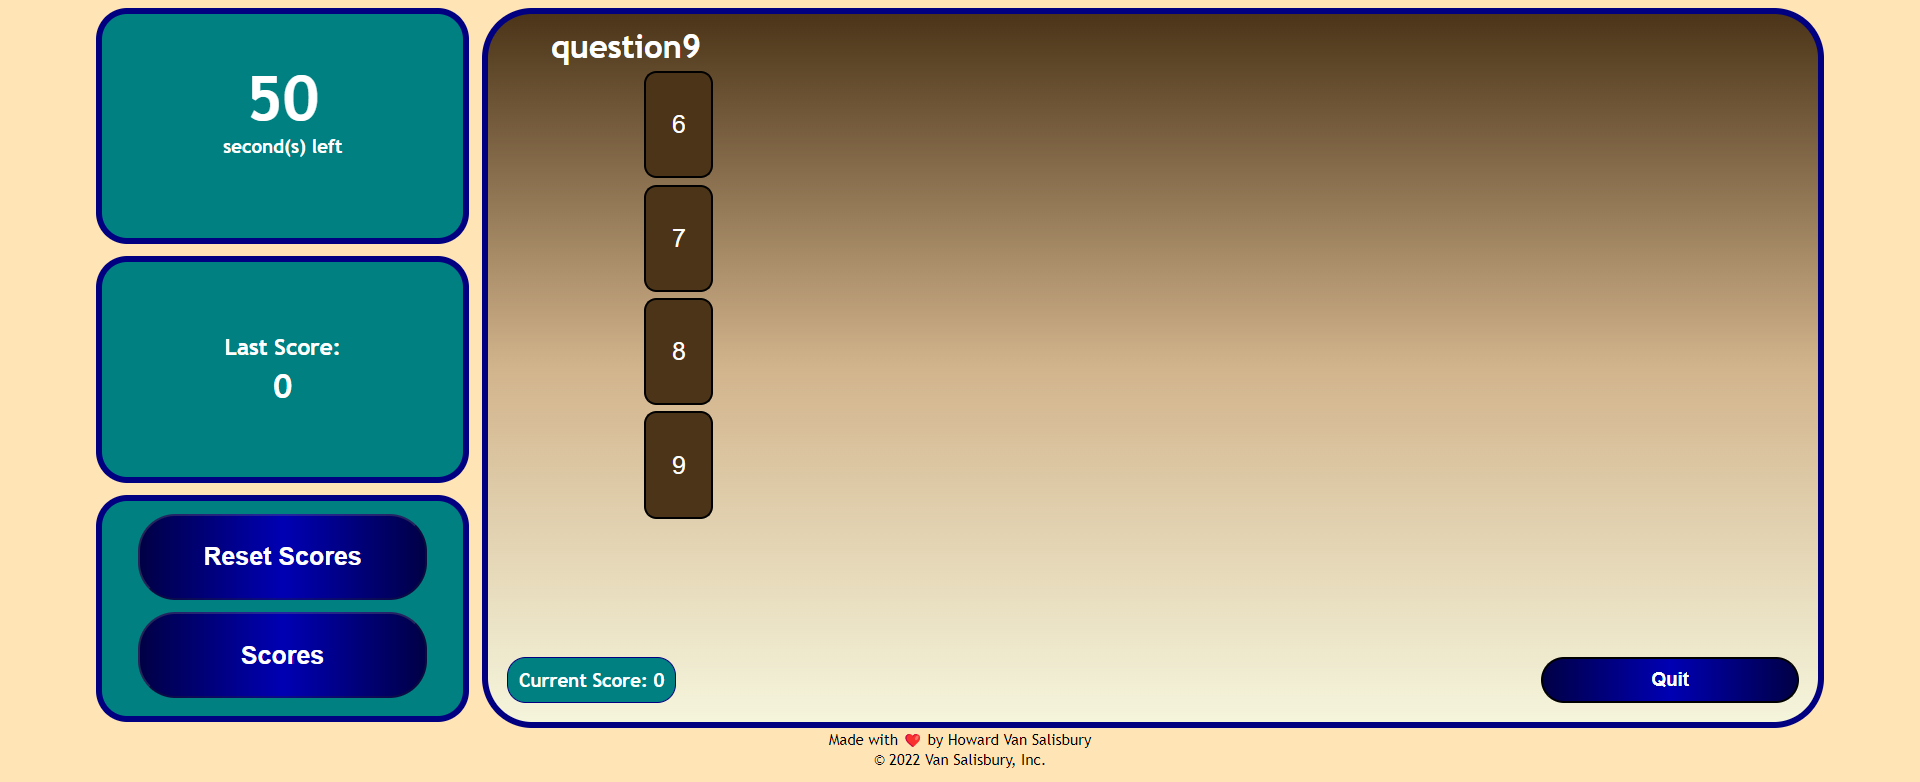 50
second(s) left
Last Score:
0
Reset Scores
Scores
question9
6
7
8
9
Current Score: 0
Quit
Made with ❤️ by Howard Van Salisbury
© 2022 Van Salisbury, Inc.